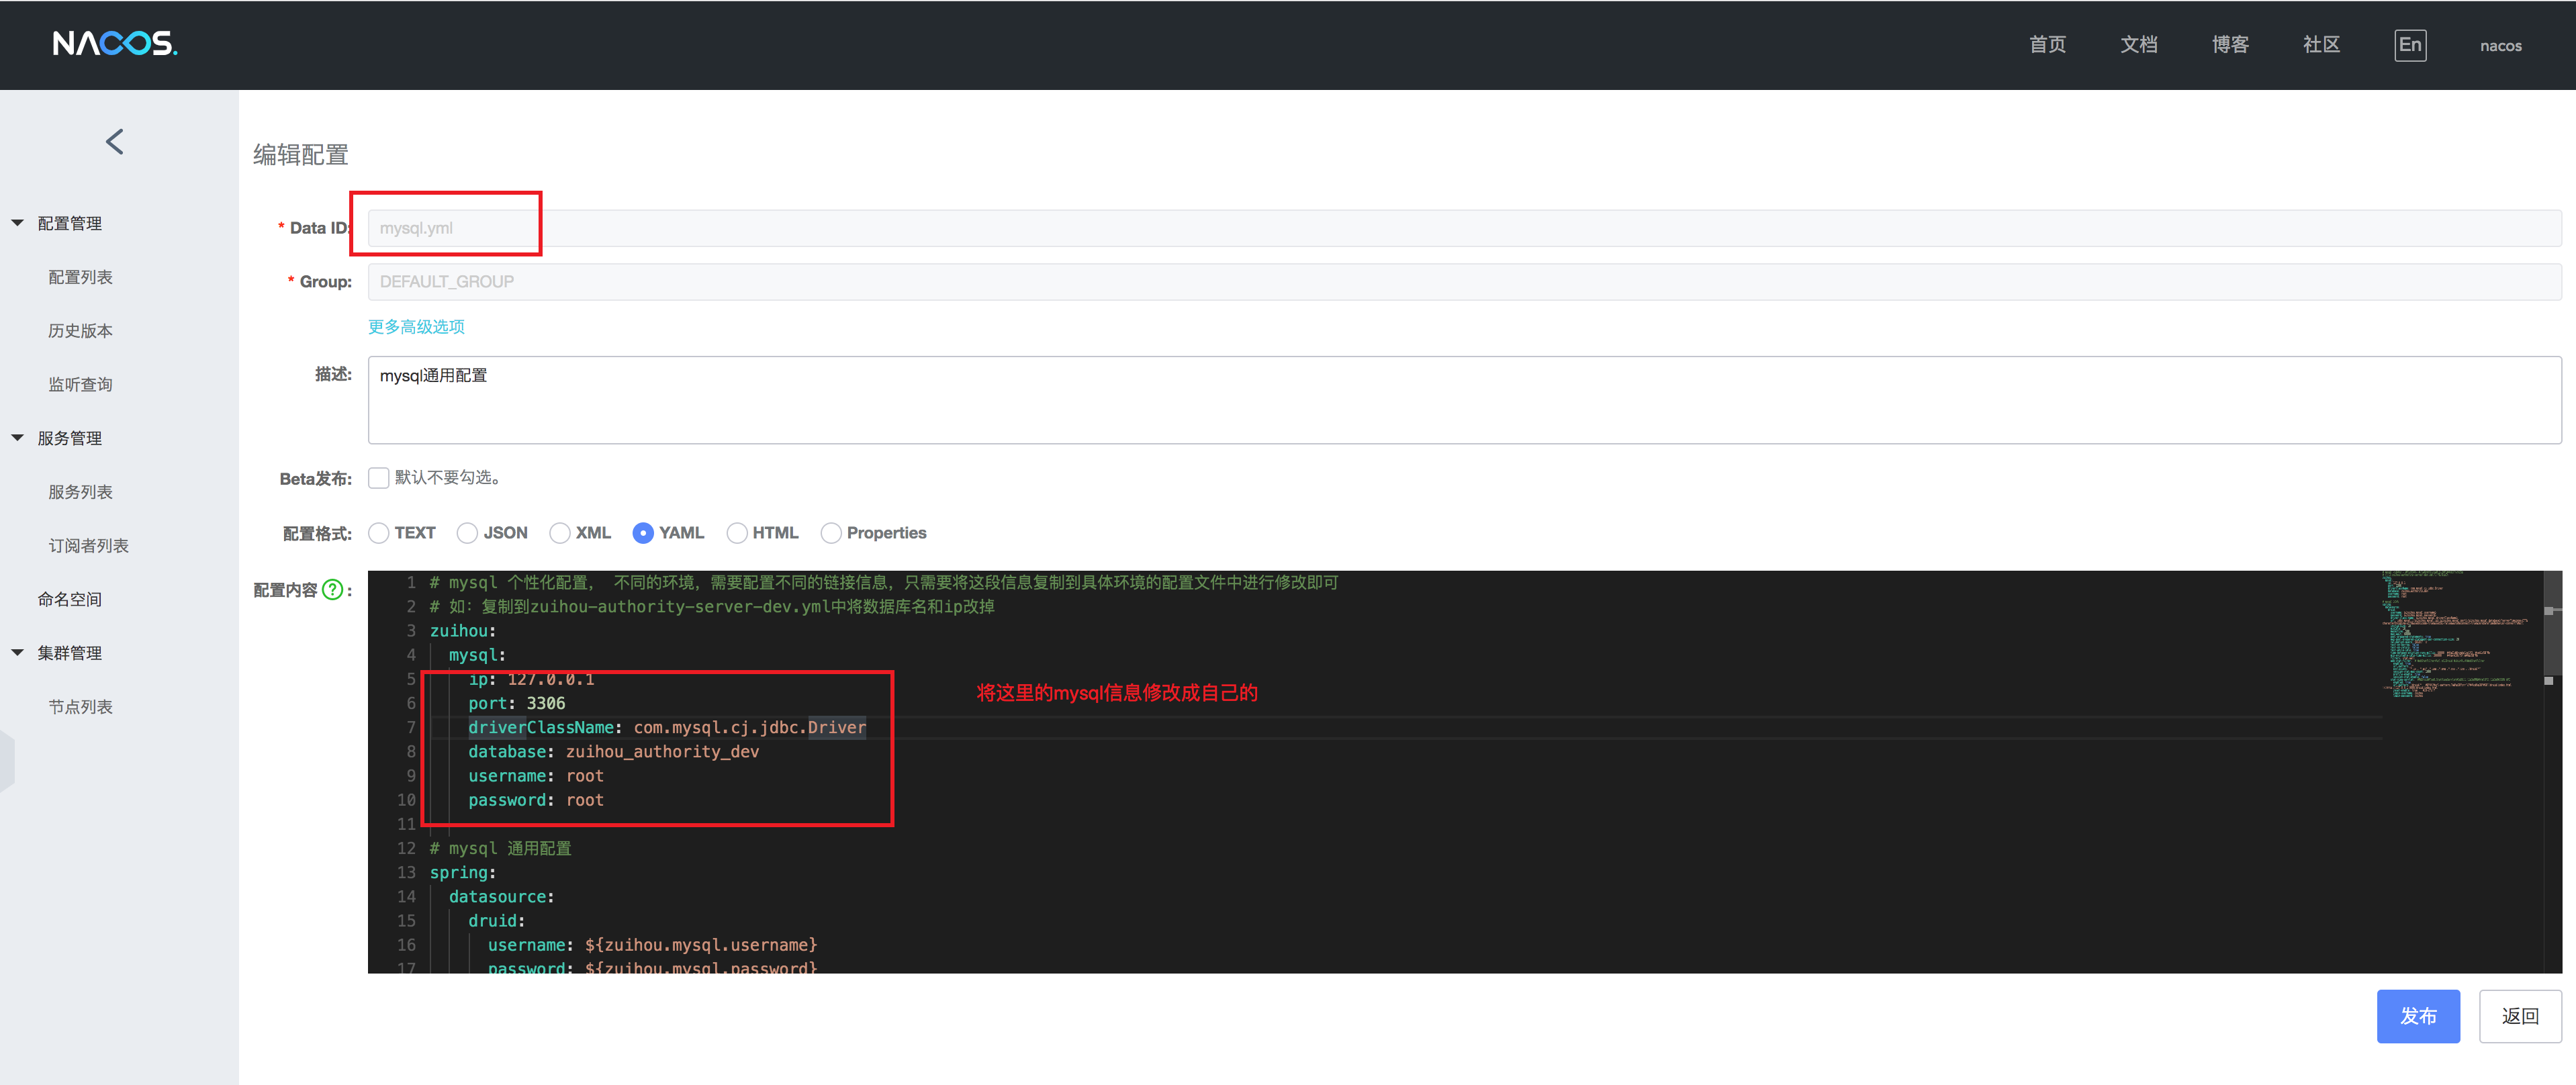 NACOS.
首页
文档
博客
社区
En
nacos
编辑配置
配置管理
配置列表
历史版本
监听查询
服务管理
服务列表
订阅者列表
命名空间
集群管理
节点列表
* Data ID:
mysql.yml
* Group:
DEFAULT_GROUP
更多高级选项
描述:
mysql通用配置
Beta发布:
默认不要勾选。
配置格式:
TEXT
JSON
XML
YAML
HTML
Properties
配置内容 ? :
1 # mysql 个性化配置， 不同的环境，需要配置不同的链接信息，只需要将这段信息复制到具体环境的配置文件中进行修改即可
2 # 如：复制到zuihou-authority-server-dev.yml中将数据库名和ip改掉
3 zuihou:
4 mysql:
5 ip: 127.0.0.1
6 port: 3306
7 driverClassName: com.mysql.cj.jdbc.Driver
8 database: zuihou_authority_dev
9 username: root
10 password: root
11
12 # mysql 通用配置
13 spring:
14 datasource:
15 druid:
16 username: ${zuihou.mysql.username}
17 password: ${zuihou.mysql.password}
将这里的mysql信息修改成自己的
发布
返回